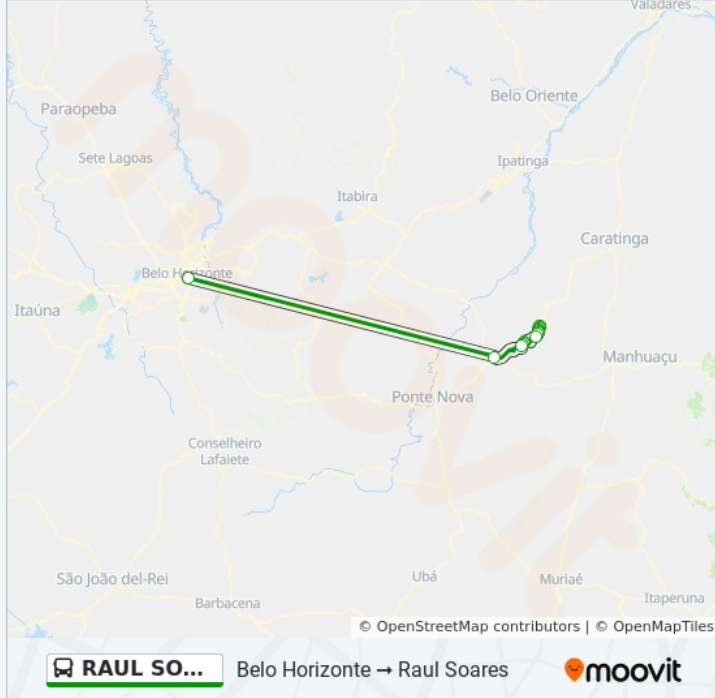 Valadares
Belo Oriente
Paraopeba
Sete Lagoas
Ipatinga
Itabira
Caratinga
Belo Horizonte
Itaúna
Manhuaçu
Ponte Nova
Conselheiro
Lafaiete
São João del-Rei
Ubá
Muriaé
Barbacena
Itaperuna
moovit
© OpenStreetMap contributors | © OpenMapTiles
RAUL SO... Belo Horizonte → Raul Soares moovit